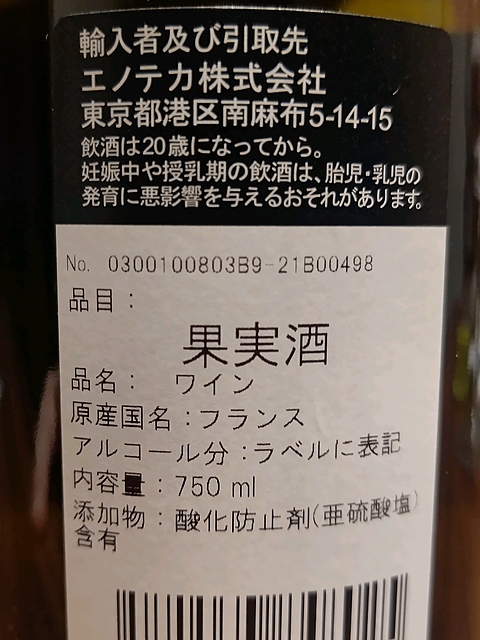 輸入者及び引取先
エノテカ株式会社
東京都港区南麻布5-14-15
飲酒は20歳になってから。
妊娠中や授乳期の飲酒は、胎児・乳児の
発育に悪影響を与えるおそれがあります。
No. 0300100803B9-21B00498
品目:
果実酒
品名: ワイン
原産国名:フランス
アルコール分:ラベルに表記
内容量:750 ml
添加物:酸化防止剤(亜硫酸塩)
含有